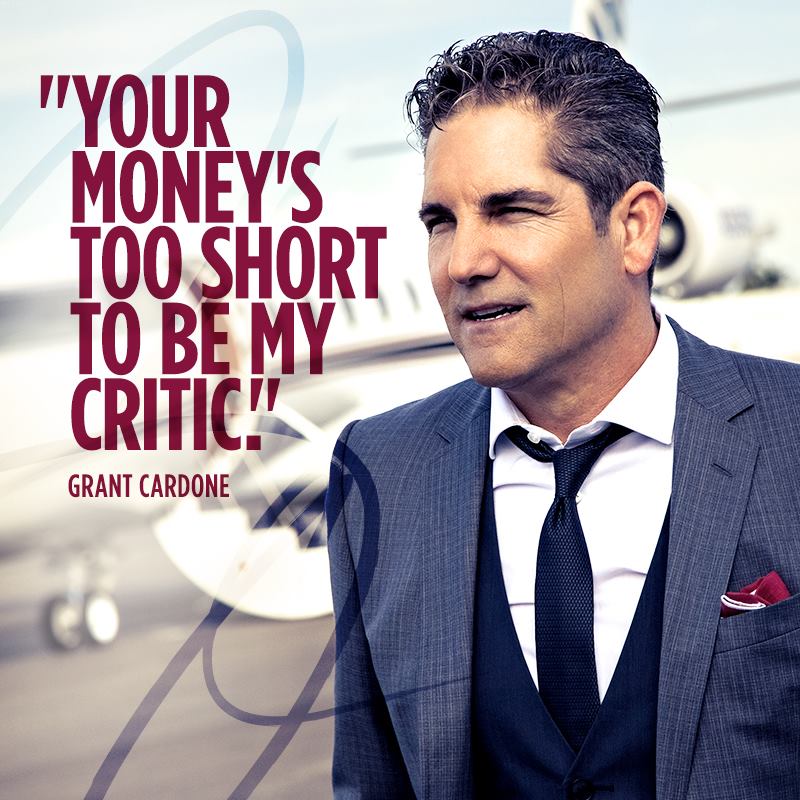 "YOUR
MONEY'S
TOO SHORT
TO BE MY
CRITIC."
GRANT CARDONE